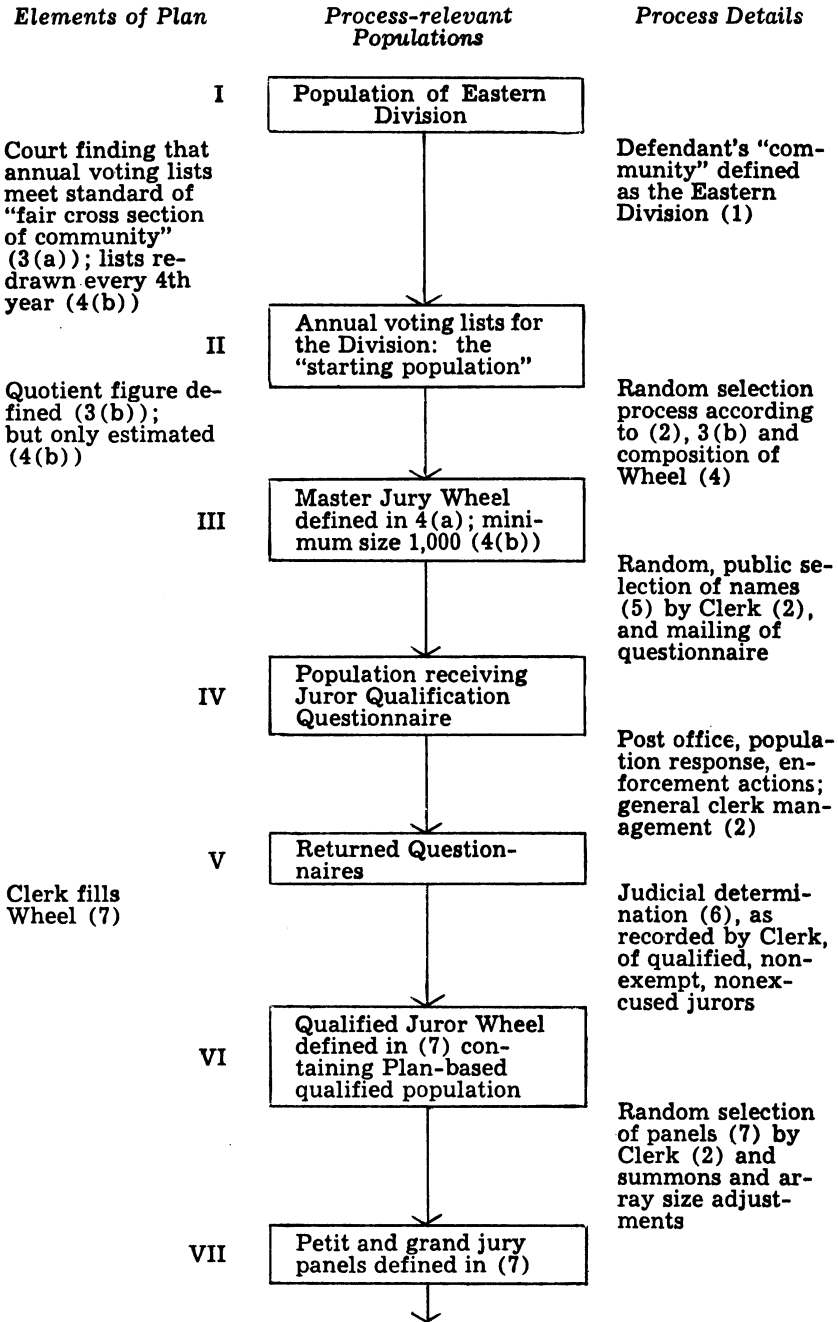 Elements of Plan
Process-relevant
Populations
Process Details
I
Population of Eastern
Division
Court finding that
annual voting lists
meet standard of
“fair cross section
of community”
(3(a)); lists re-
drawn every 4th
year (4(b))
Defendant’s “com-
munity” defined
as the Eastern
Division (1)
II
Annual voting lists for
the Division: the
“starting population”
Quotient figure de-
fined (3(b));
but only estimated
(4(b))
Random selection
process according
to (2), 3(b) and
composition of
Wheel (4)
III
Master Jury Wheel
defined in 4(a); mini-
mum size 1,000 (4(b))
Random, public se-
lection of names
(5) by Clerk (2),
and mailing of
questionnaire
IV
Population receiving
Juror Qualification
Questionnaire
Post office, popula-
tion response, en-
forcement actions;
general clerk man-
agement (2)
V
Returned Question-
naires
Clerk fills
Wheel (7)
Judicial determi-
nation (6), as
recorded by Clerk,
of qualified, non-
exempt, nonex-
cused jurors
VI
Qualified Juror Wheel
defined in (7) con-
taining Plan-based
qualified population
Random selection
of panels (7) by
Clerk (2) and
summons and ar-
ray size adjust-
ments
VII
Petit and grand jury
panels defined in (7)